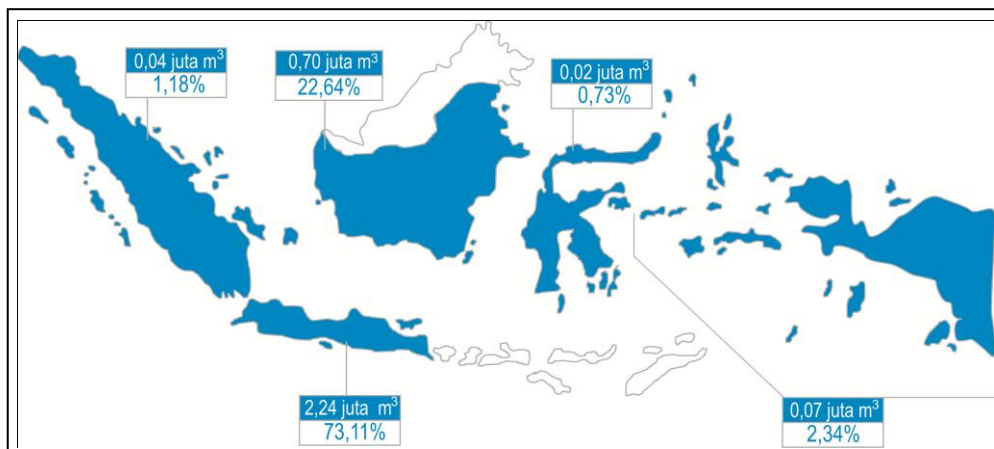 0,04 juta m³
1,18%
0,70 juta m³
22,64%
0,02 juta m³
0,73%
2,24 juta m³
73,11%
0,07 juta m³
2,34%